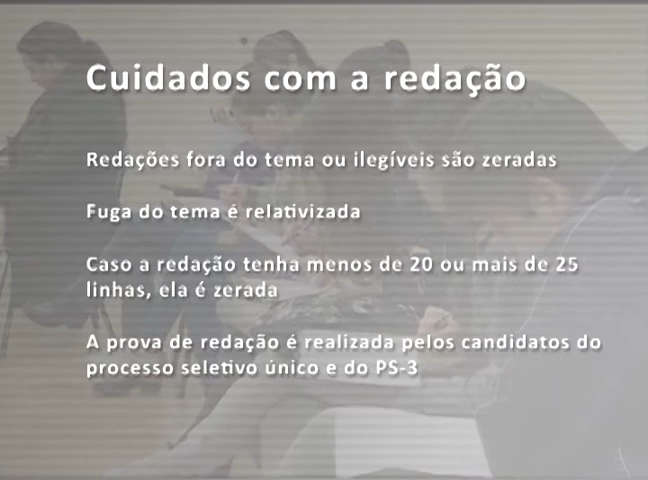 Cuidados com a redação
Redações fora do tema ou ilegíveis são zeradas
Fuga do tema é relativizada
Caso a redação tenha menos de 20 ou mais de 25
linhas, ela é zerada
A prova de redação é realizada pelos candidatos do
processo seletivo único e do PS-3